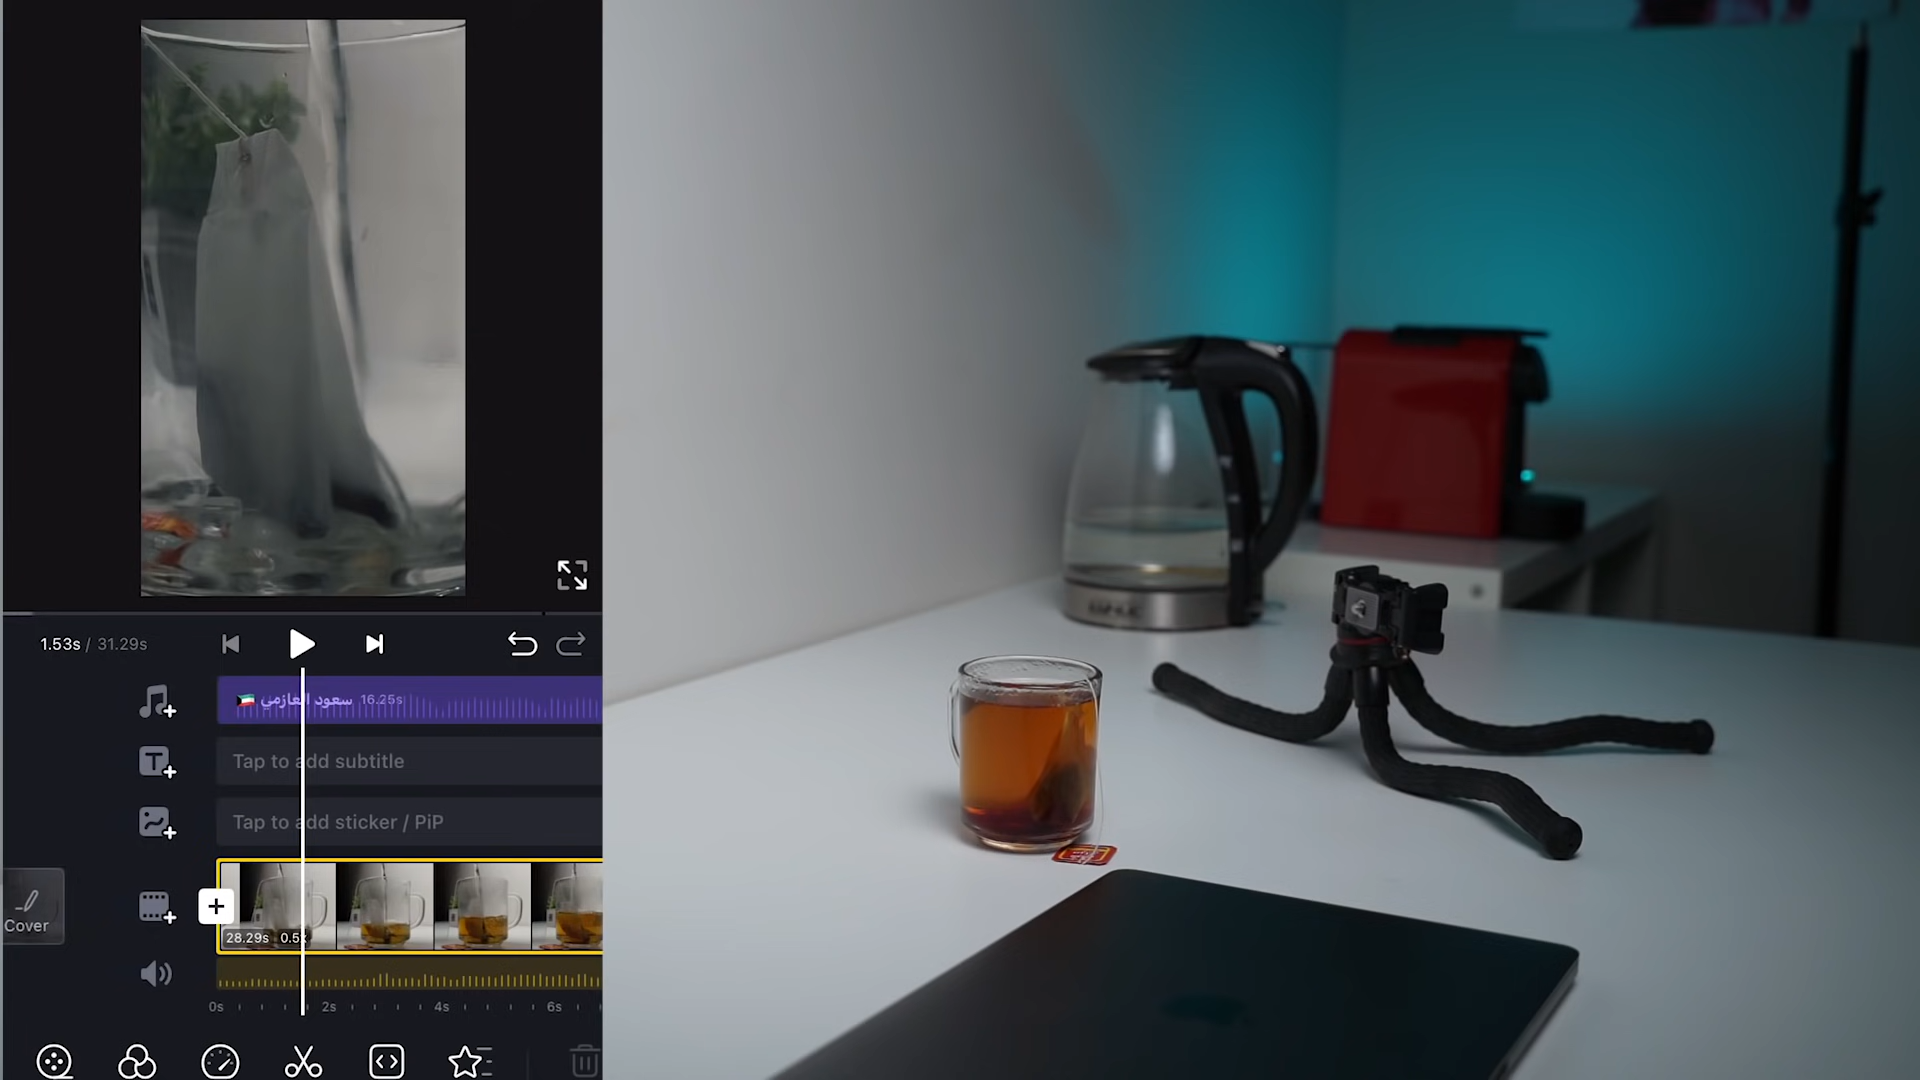 1.53s / 31.29s
🇰🇼 سعود العازمي 16.25s
Tap to add subtitle
Tap to add sticker / PiP
Cover
28.29s 0.5x
0s 2s 4s 6s